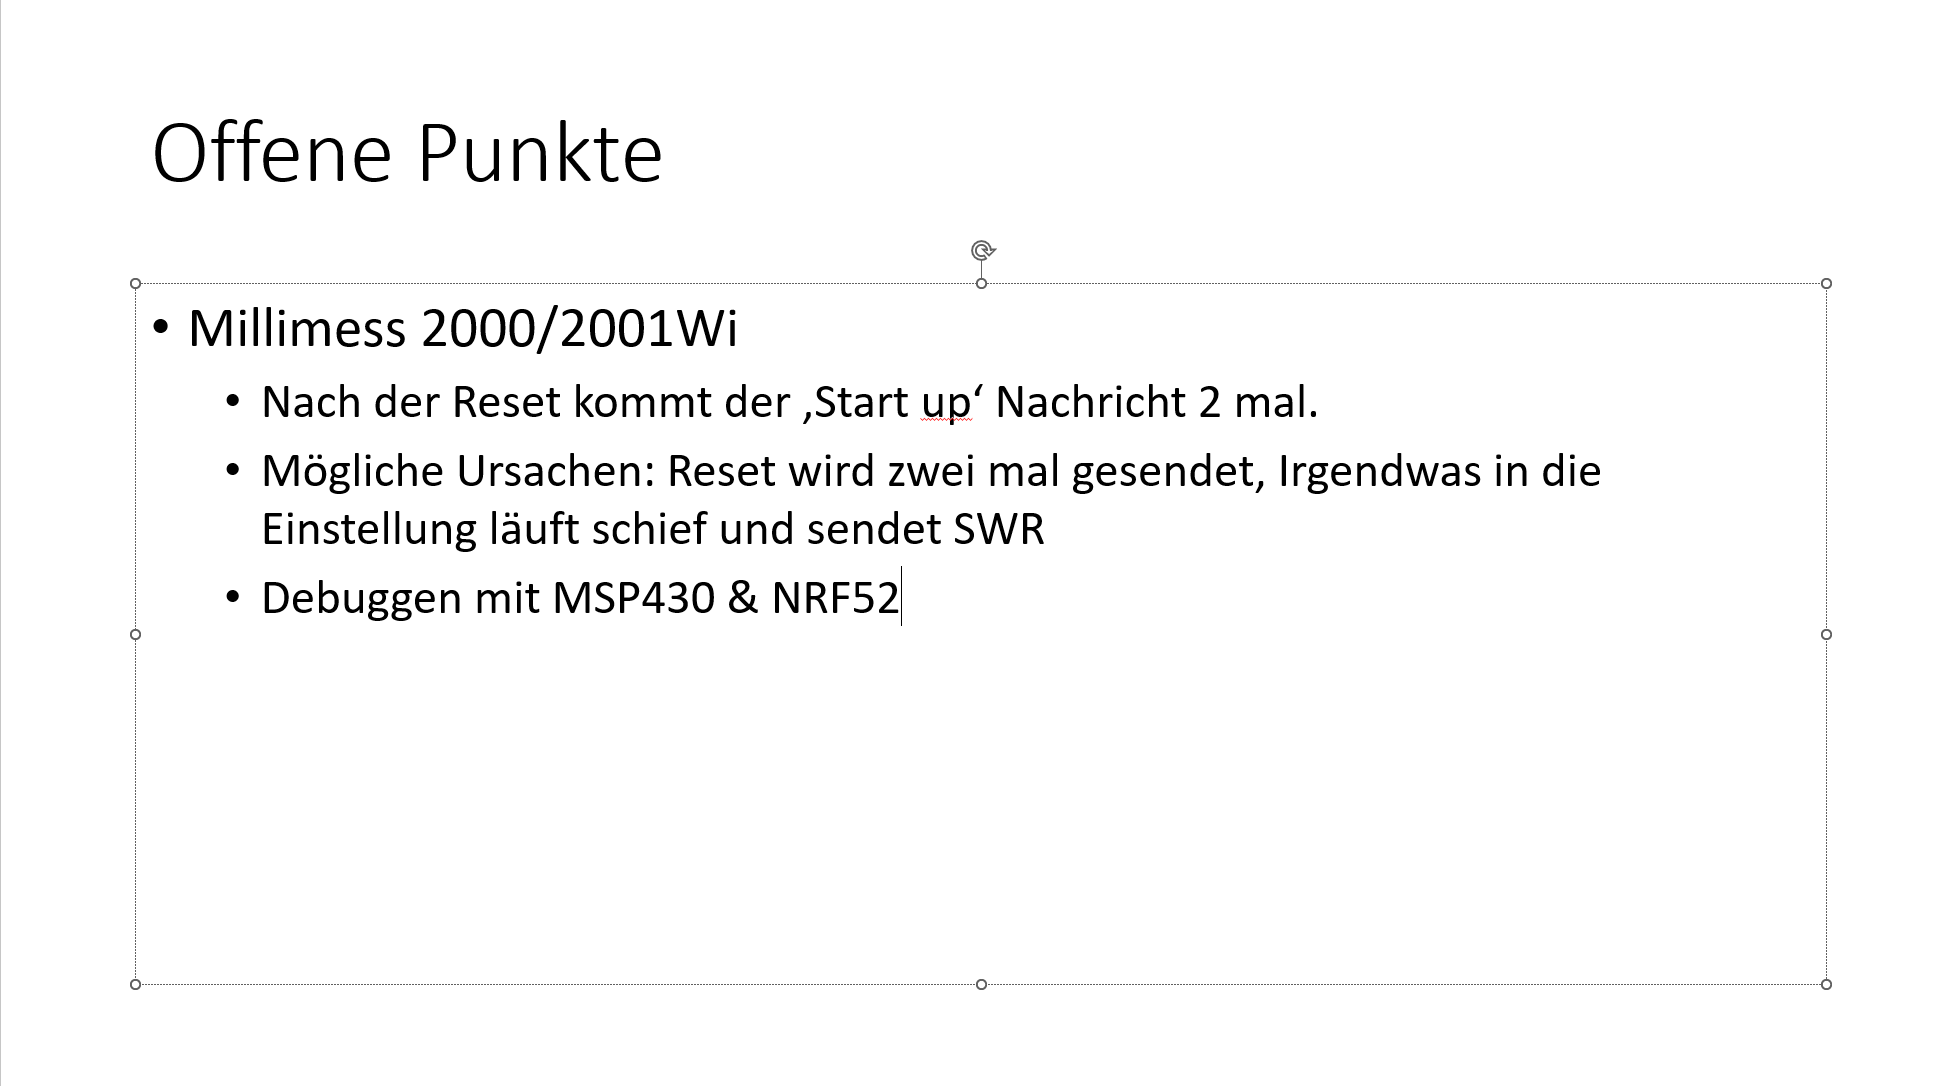 Offene Punkte
• Millimess 2000/2001Wi
• Nach der Reset kommt der ‚Start up‘ Nachricht 2 mal.
• Mögliche Ursachen: Reset wird zwei mal gesendet, Irgendwas in die
Einstellung läuft schief und sendet SWR
• Debuggen mit MSP430 & NRF52